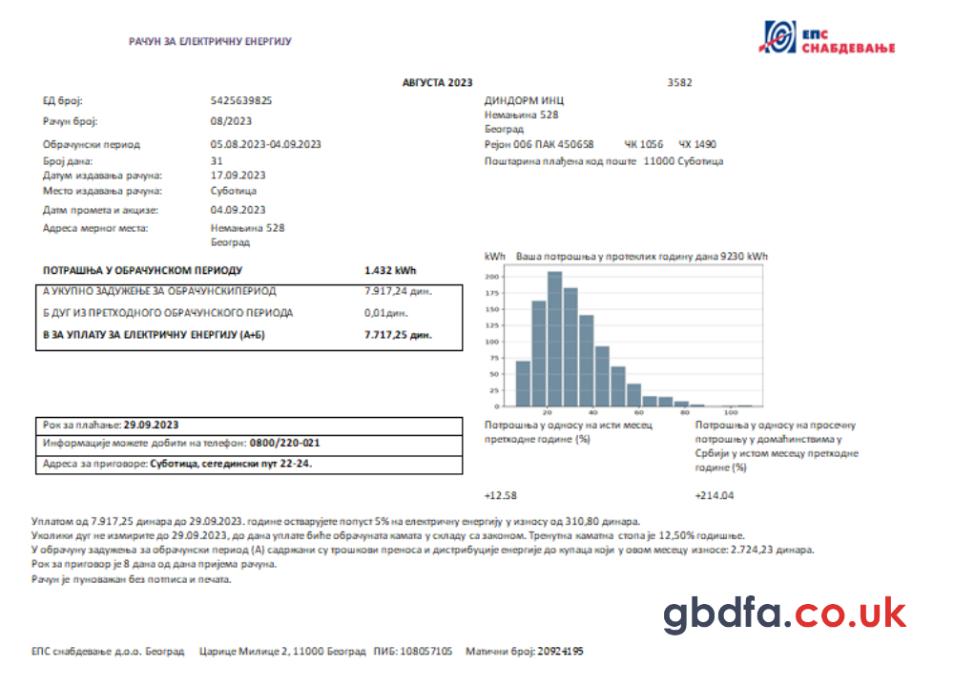 РАЧУН ЗА ЕЛЕКТРИЧНУ ЕНЕРГИЈУ
ЕПС
СНАБДЕВАЊЕ
АВГУСТА 2023
3582
ЕД број: 5425639825
Рачун број: 08/2023
Обрачунски период 05.08.2023-04.09.2023
Број дана: 31
Датум издавања рачуна: 17.09.2023
Место издавања рачуна: Суботица
Датм промета и акцизе: 04.09.2023
Адреса мерног места: Немањина 528
Београд
ДИНДОРМ ИНЦ
Немањина 528
Београд
Рејон 006 ПАК 450658 ЧК 1056 ЧХ 1490
Поштарина плаћена код поште 11000 Суботица
ПОТРАШЊА У ОБРАЧУНСКОМ ПЕРИОДУ 1.432 kWh
А УКУПНО ЗАДУЖЕЊЕ ЗА ОБРАЧУНСКИПЕРИОД 7.917,24 дин.
Б ДУГ ИЗ ПРЕТХОДНОГ ОБРАЧУНСКОГ ПЕРИОДА 0,01дин.
В ЗА УПЛАТУ ЗА ЕЛЕКТРИЧНУ ЕНЕРГИЈУ (А+Б) 7.717,25 дин.
kWh Ваша потрошња у протеклих годину дана 9230 kWh
200
175
150
125
100
75
50
25
0
20 40 60 80 100
Рок за плаћање: 29.09.2023
Информације можете добити на телефон: 0800/220-021
Адреса за приговоре: Суботица, сегедински пут 22-24.
Потрошња у односу на исти месец
претходне године (%)
+12.58
Потрошња у односу на просечну
потрошњу у домаћинствима у
Србији у истом месецу претходне
године (%)
+214.04
Уплатом од 7.917,25 динара до 29.09.2023. године остварујете попуст 5% на електричну енергију у износу од 310,80 динара.
Уколики дуг не измирите до 29.09.2023, до дана уплате биће обрачуната камата у складу са законом. Тренутна каматна стопа је 12,50% годишње.
У обрачуну задужења за обрачунски период (А) садржани су трошкови преноса и дистрибуције енергије до купаца који у овом месецу износе: 2.724,23 динара.
Рок за приговор је 8 дана од дана пријема рачуна.
Рачун је пуноважан без потписа и печата.
gbdfa.co.uk
ЕПС снабдевање д.о.о. Београд Царице Милице 2, 11000 Београд ПИБ: 108057105 Матични број: 20924195